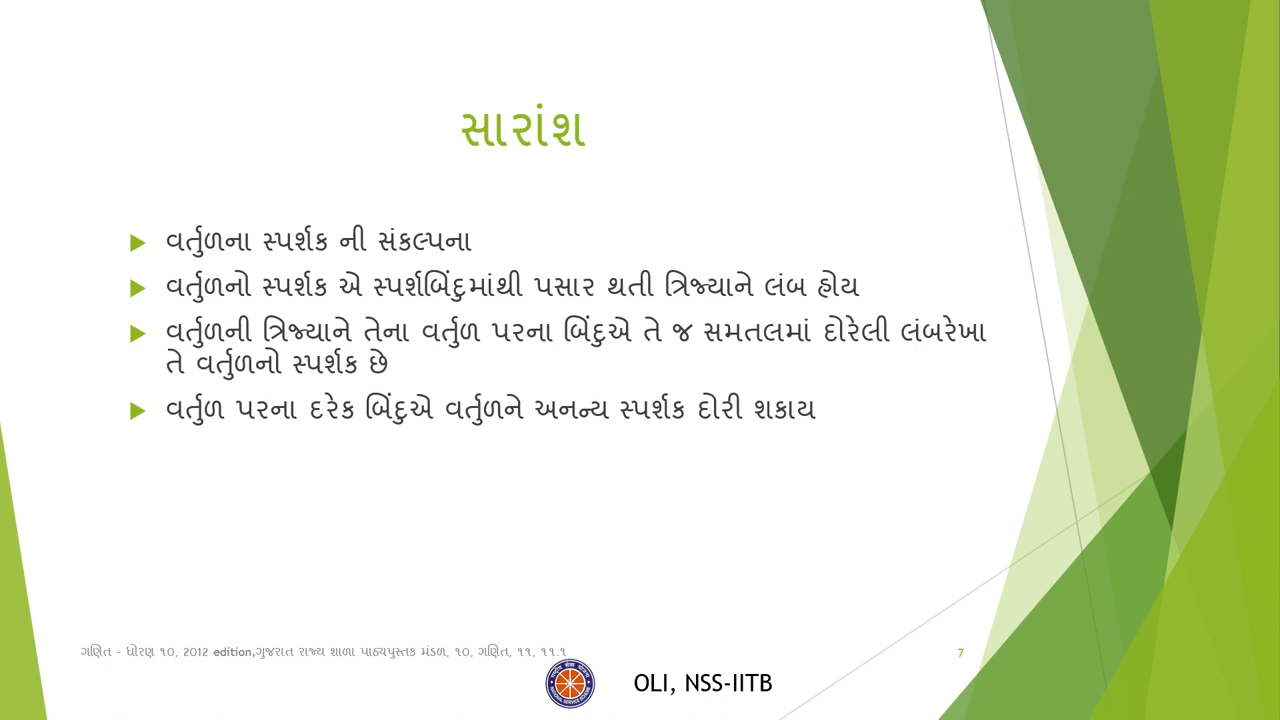 સારાંશ
વર્તુળના સ્પર્શક ની સંકલ્પના
વર્તુળનો સ્પર્શક એ સ્પર્શબિંદુમાંથી પસાર થતી ત્રિજ્યાને લંબ હોય
વર્તુળની ત્રિજ્યાને તેના વર્તુળ પરના બિંદુએ તે જ સમતલમાં દોરેલી લંબરેખા
તે વર્તુળનો સ્પર્શક છે
વર્તુળ પરના દરેક બિંદુએ વર્તુળને અનન્ય સ્પર્શક દોરી શકાય
ગણિત - ધોરણ ૧૦, 2012 edition,ગુજરાત રાજ્ય શાળા પાઠ્યપુસ્તક મંડળ, ૧૦, ગણિત, ૧૧, ૧૧.૧
7
OLI, NSS-IITB